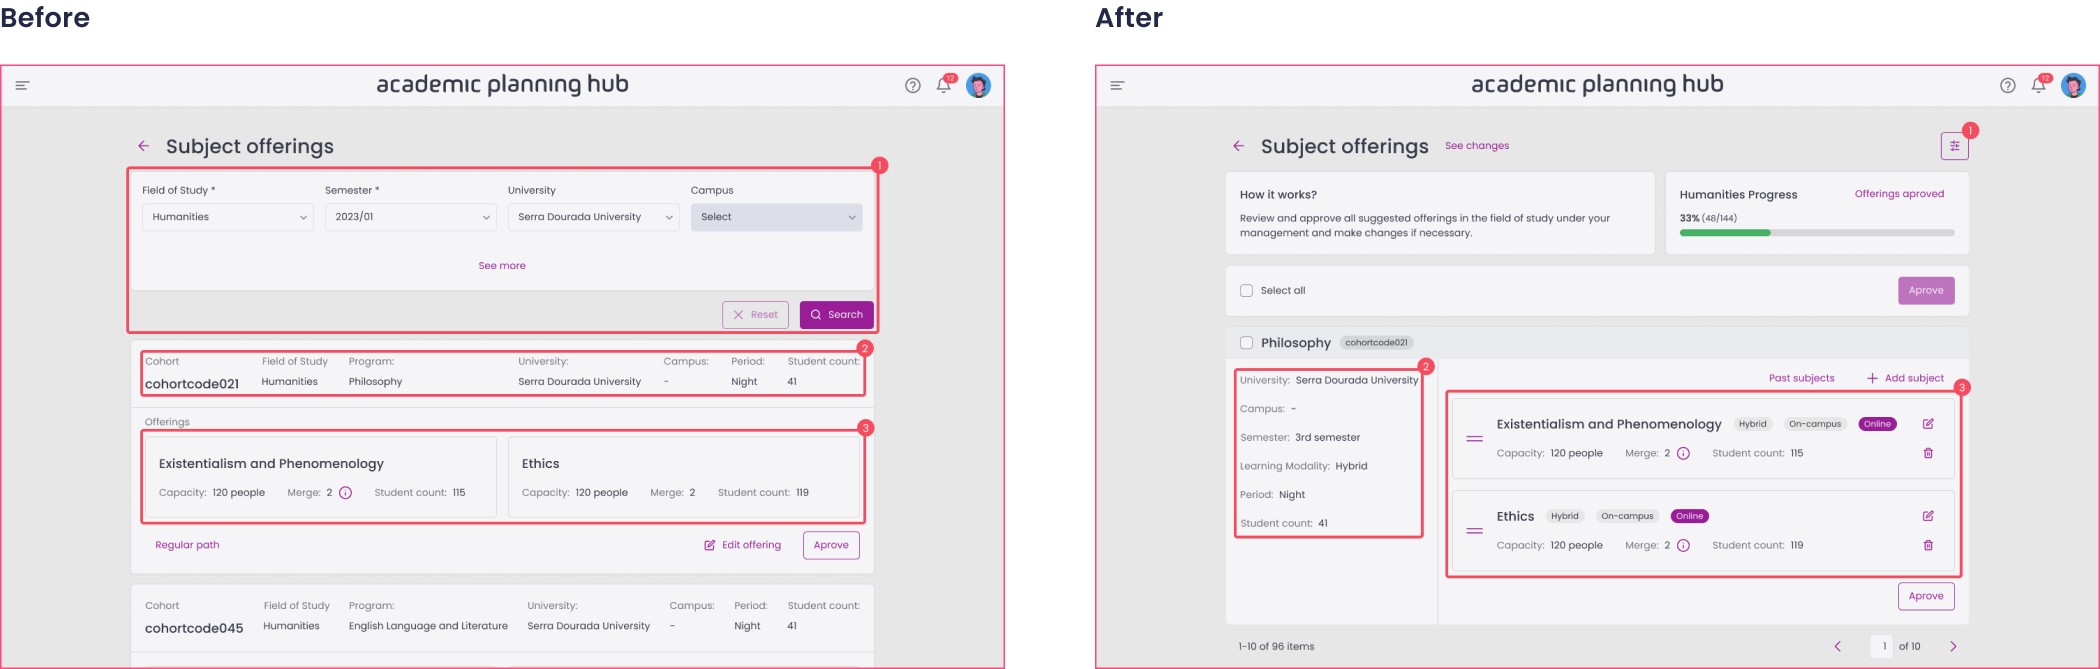 Before
academic planning hub
12
Subject offerings
1
Field of Study * Semester * University Campus
Humanities 2023/01 Serra Dourada University Select
See more
Reset Search
2
Cohort Field of Study Program: University: Campus: Period: Student count:
cohortcode021 Humanities Philosophy Serra Dourada University - Night 41
Offerings
3
Existentialism and Phenomenology Ethics
Capacity: 120 people Merge: 2 Student count: 115 Capacity: 120 people Merge: 2 Student count: 119
Regular path Edit offering Aprove
Cohort Field of Study Program: University: Campus: Period: Student count:
cohortcode045 Humanities English Language and Literature Serra Dourada University - Night 41
After
academic planning hub
12
Subject offerings See changes
1
How it works?
Review and approve all suggested offerings in the field of study under your
management and make changes if necessary.
Humanities Progress Offerings aproved
33% (48/144)
Select all Aprove
Philosophy cohortcode021
2
University: Serra Dourada University
Campus: -
Semester: 3rd semester
Learning Modality: Hybrid
Period: Night
Student count: 41
Past subjects + Add subject
3
Existentialism and Phenomenology Hybrid On-campus Online
Capacity: 120 people Merge: 2 Student count: 115
Ethics Hybrid On-campus Online
Capacity: 120 people Merge: 2 Student count: 119
Aprove
1-10 of 96 items 1 of 10